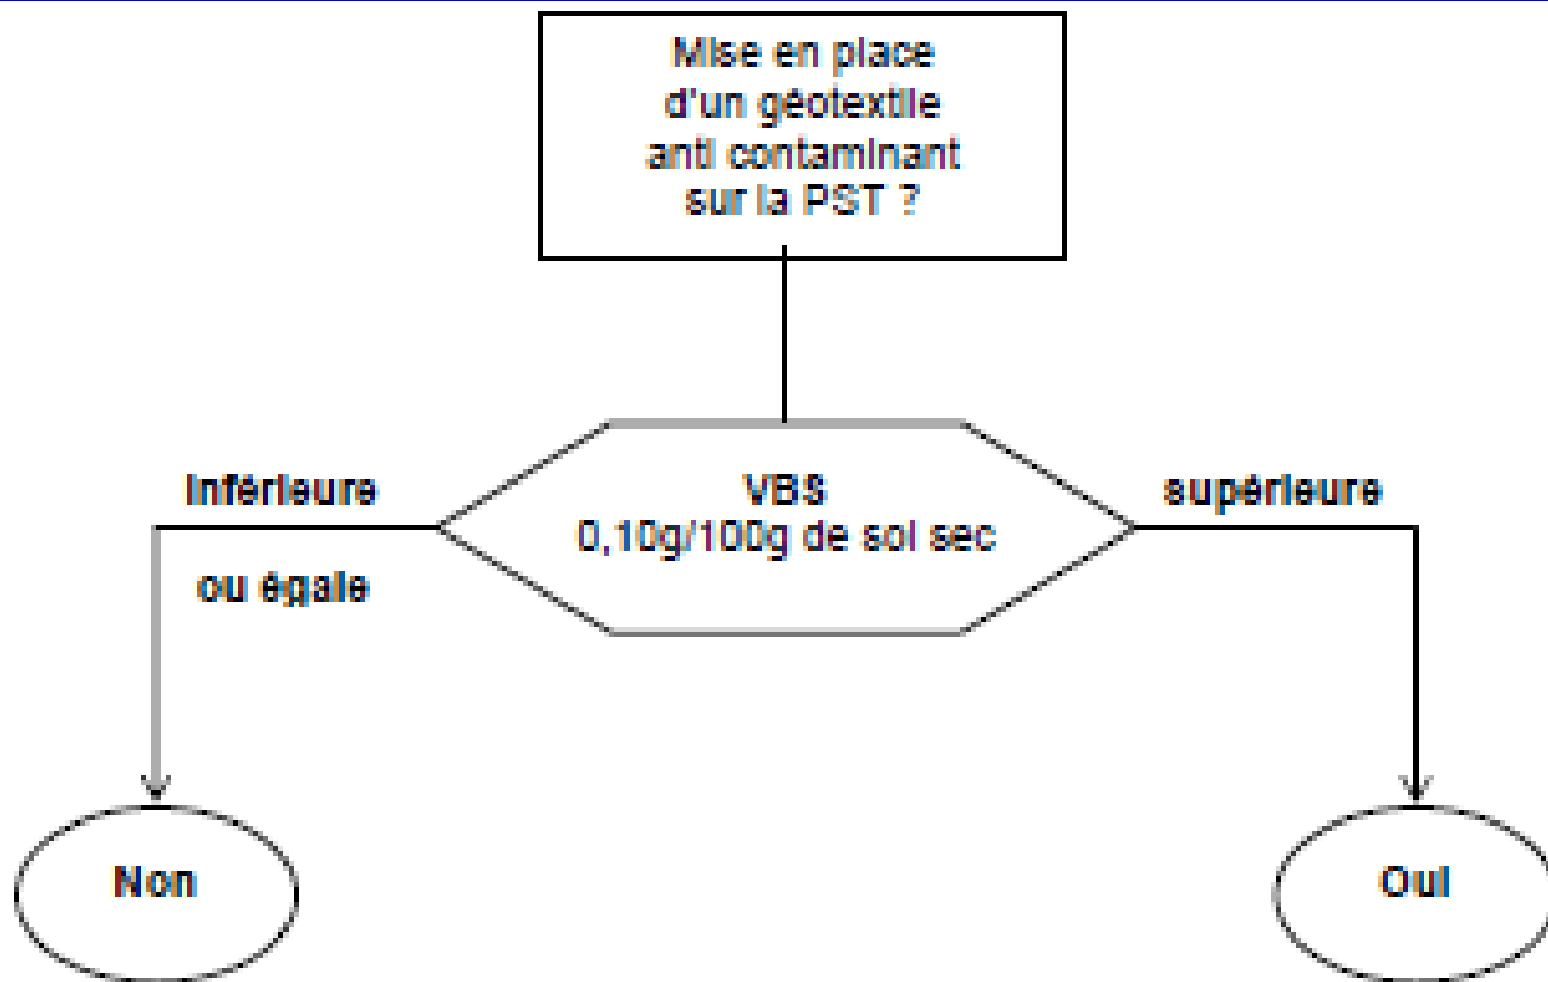 Mise en place
d'un géotextile
anti contaminant
sur la PST ?
inférieure
ou égale
VBS
0,10g/100g de sol sec
supérieure
Non
Oui